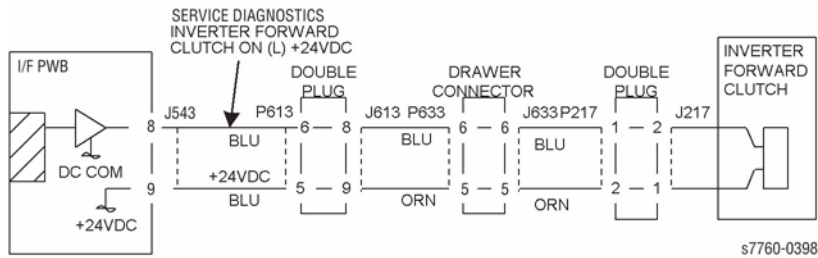 SERVICE DIAGNOSTICS
INVERTER FORWARD
CLUTCH ON (L) +24VDC
I/F PWB
DOUBLE
PLUG
DRAWER
CONNECTOR
DOUBLE
PLUG
INVERTER
FORWARD
CLUTCH
J543 P613 J613 P633 J633 P217 J217
8 6 8 6 6 1 2
BLU BLU BLU
DC COM
+24VDC
9 5 9 5 5 2 1
BLU ORN ORN
+24VDC
s7760-0398